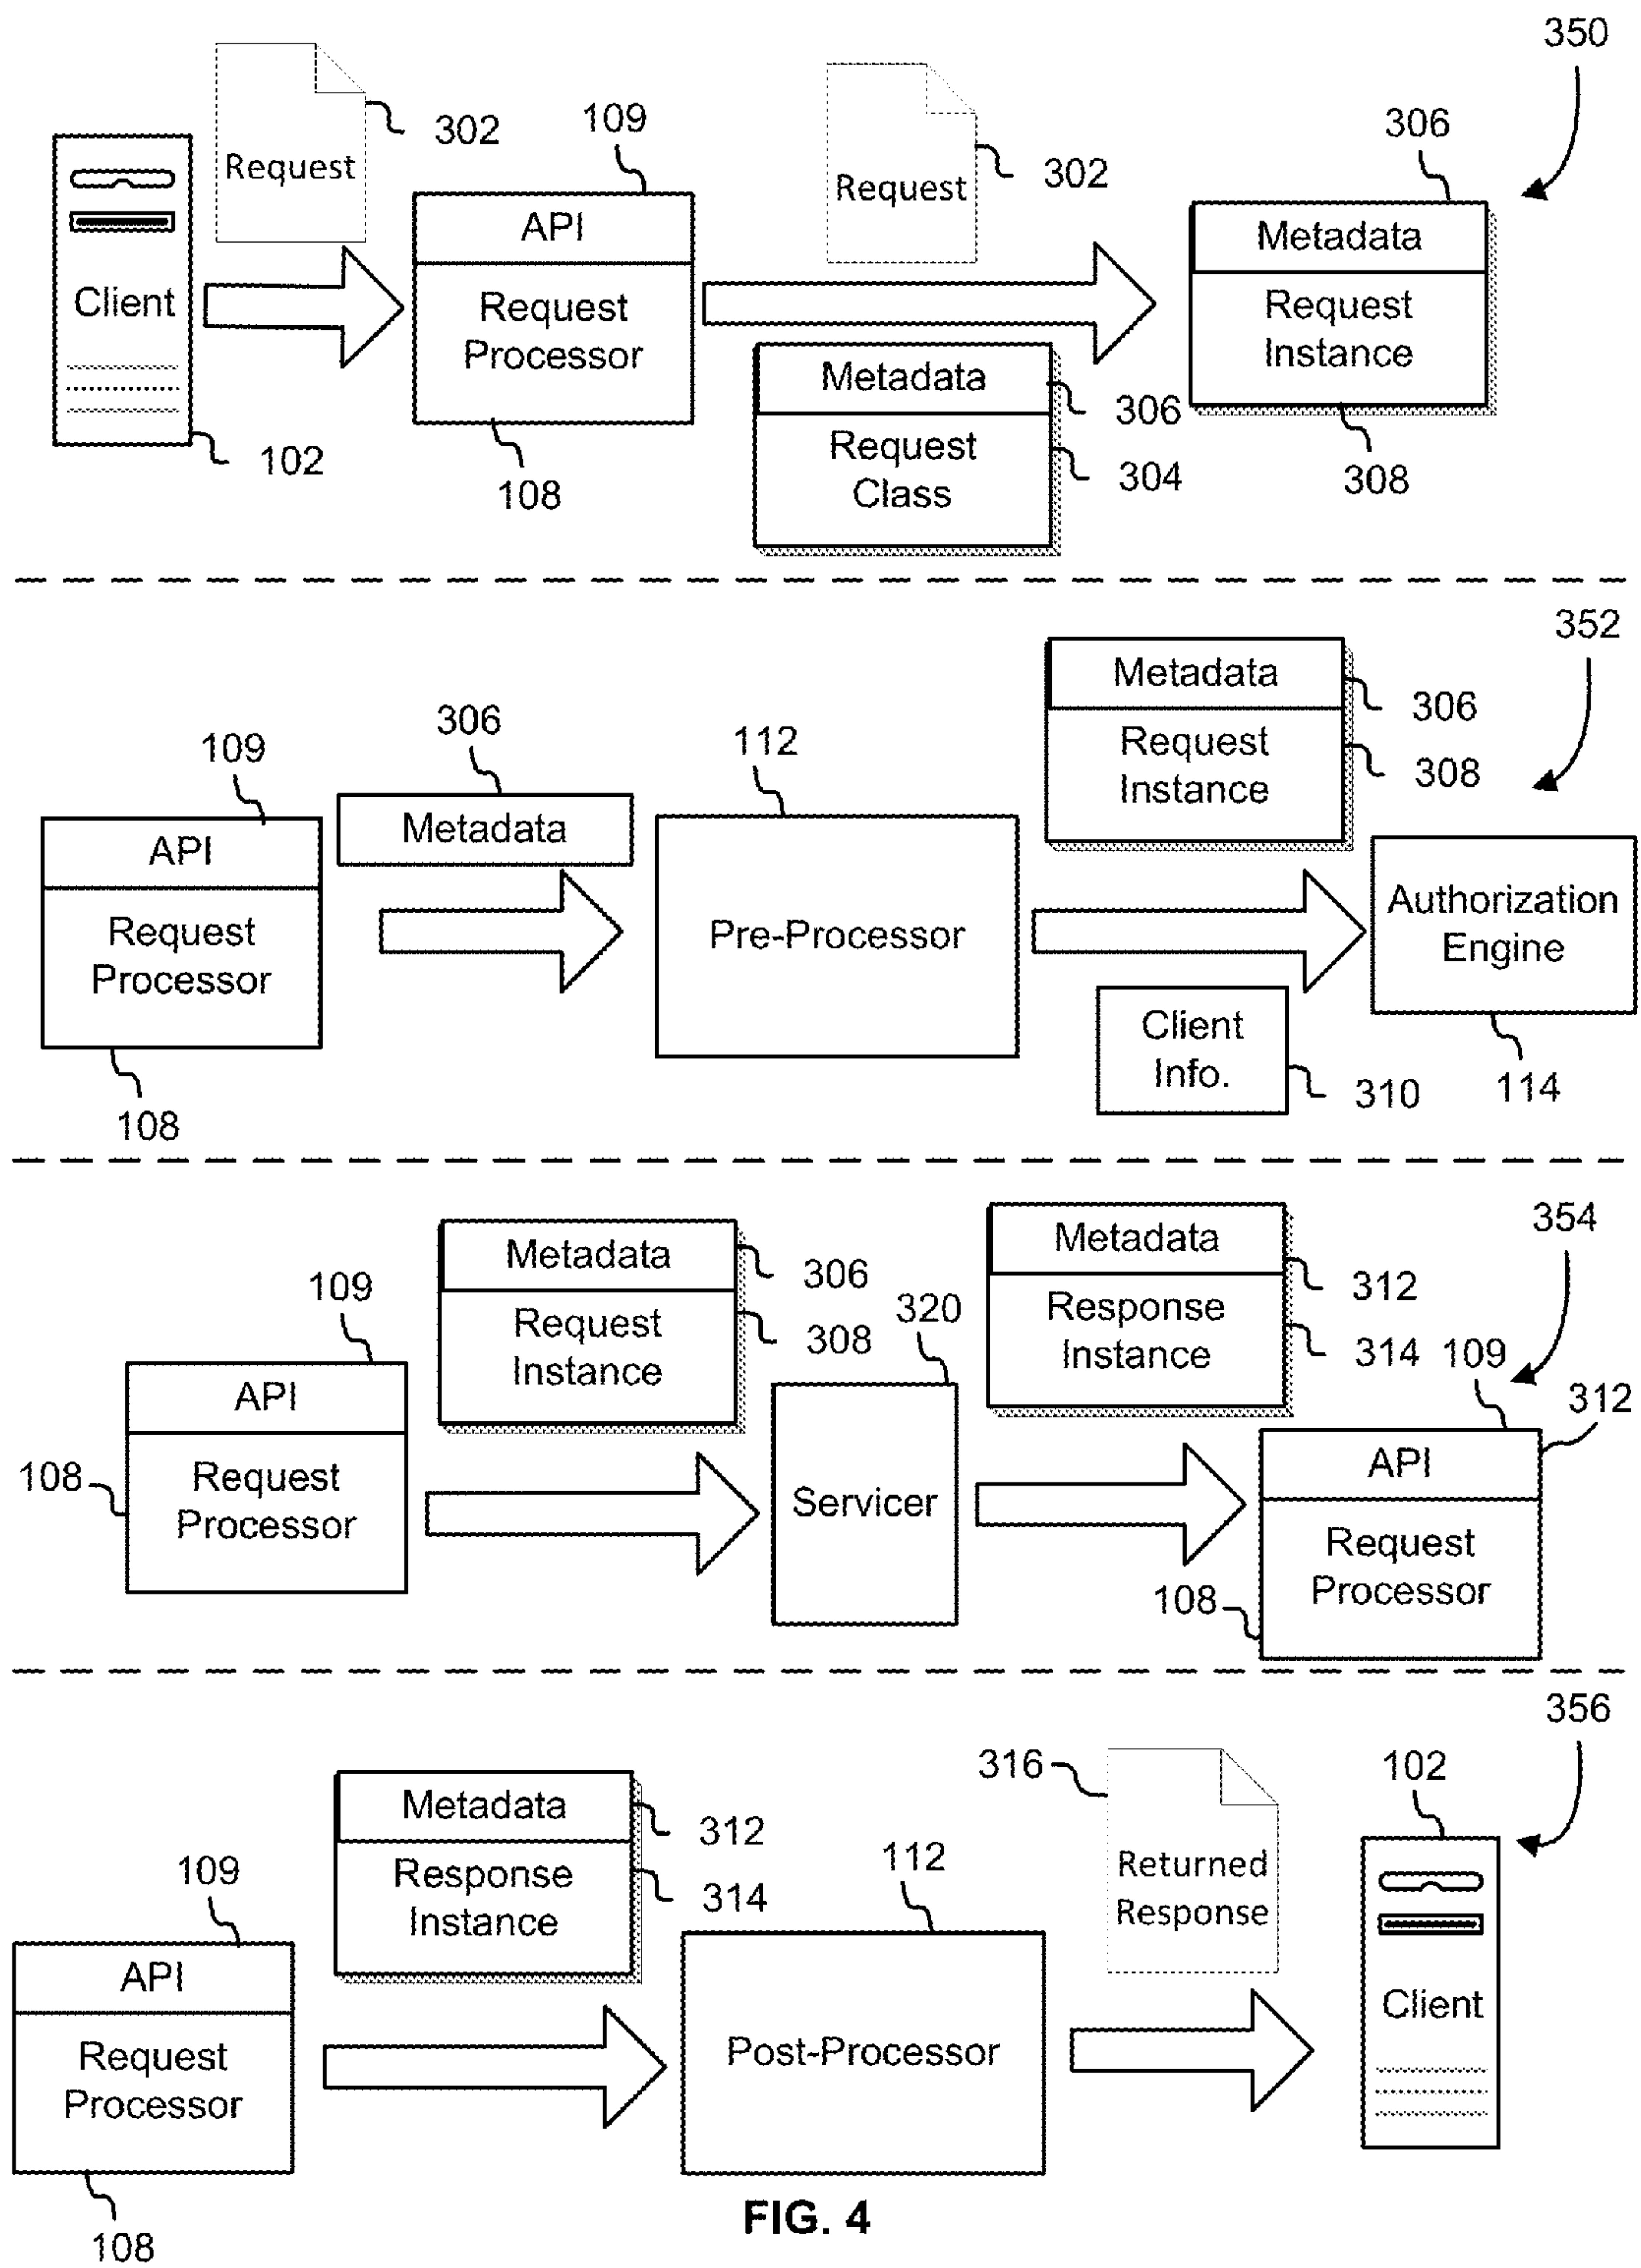 350
302
Request
109
302
Request
306
Client
API
Request
Processor
Metadata
Request
Instance
Metadata
306
Request
Class
304
102
108
308
352
Metadata
306
Request
Instance
308
306
109
112
API
Metadata
Request
Processor
Pre-Processor
Authorization
Engine
Client
Info.
310
114
108
354
Metadata
306
Request
Instance
308
109
320
Metadata
312
Response
Instance
314
109
312
API
Request
Processor
108
Servicer
API
Request
Processor
108
356
316
102
Metadata
312
Response
Instance
314
109
112
Returned
Response
API
Request
Processor
Post-Processor
Client
108
FIG. 4